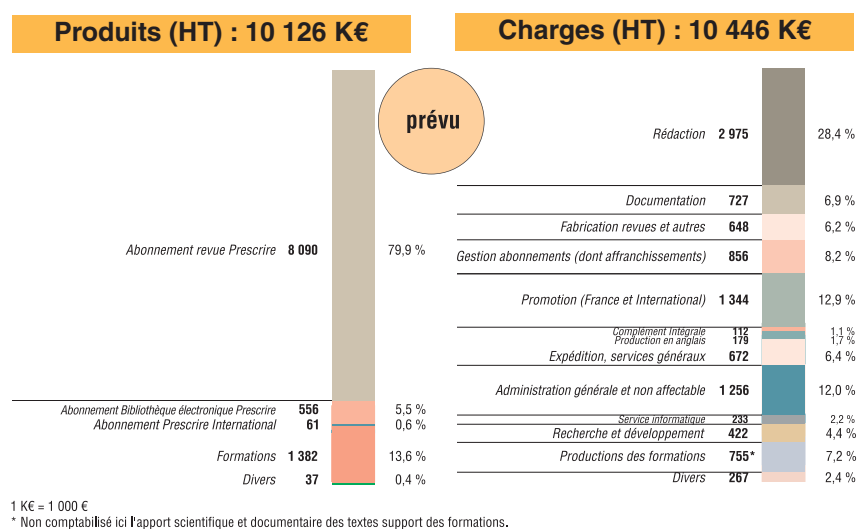 Produits (HT) : 10 126 K€
Charges (HT) : 10 446 K€
prévu
Abonnement revue Prescrire 8 090 79,9 %
Abonnement Bibliothèque électronique Prescrire 556 5,5 %
Abonnement Prescrire International 61 0,6 %
Formations 1 382 13,6 %
Divers 37 0,4 %
Rédaction 2 975 28,4 %
Documentation 727 6,9 %
Fabrication revues et autres 648 6,2 %
Gestion abonnements (dont affranchissements) 856 8,2 %
Promotion (France et International) 1 344 12,9 %
Complément Intégrale 112 1,1 %
Production en anglais 179 1,7 %
Expédition, services généraux 672 6,4 %
Administration générale et non affectable 1 256 12,0 %
Service informatique 233 2,2 %
Recherche et développement 422 4,4 %
Productions des formations 755* 7,2 %
Divers 267 2,4 %
1 K€ = 1 000 €
* Non comptabilisé ici l'apport scientifique et documentaire des textes support des formations.